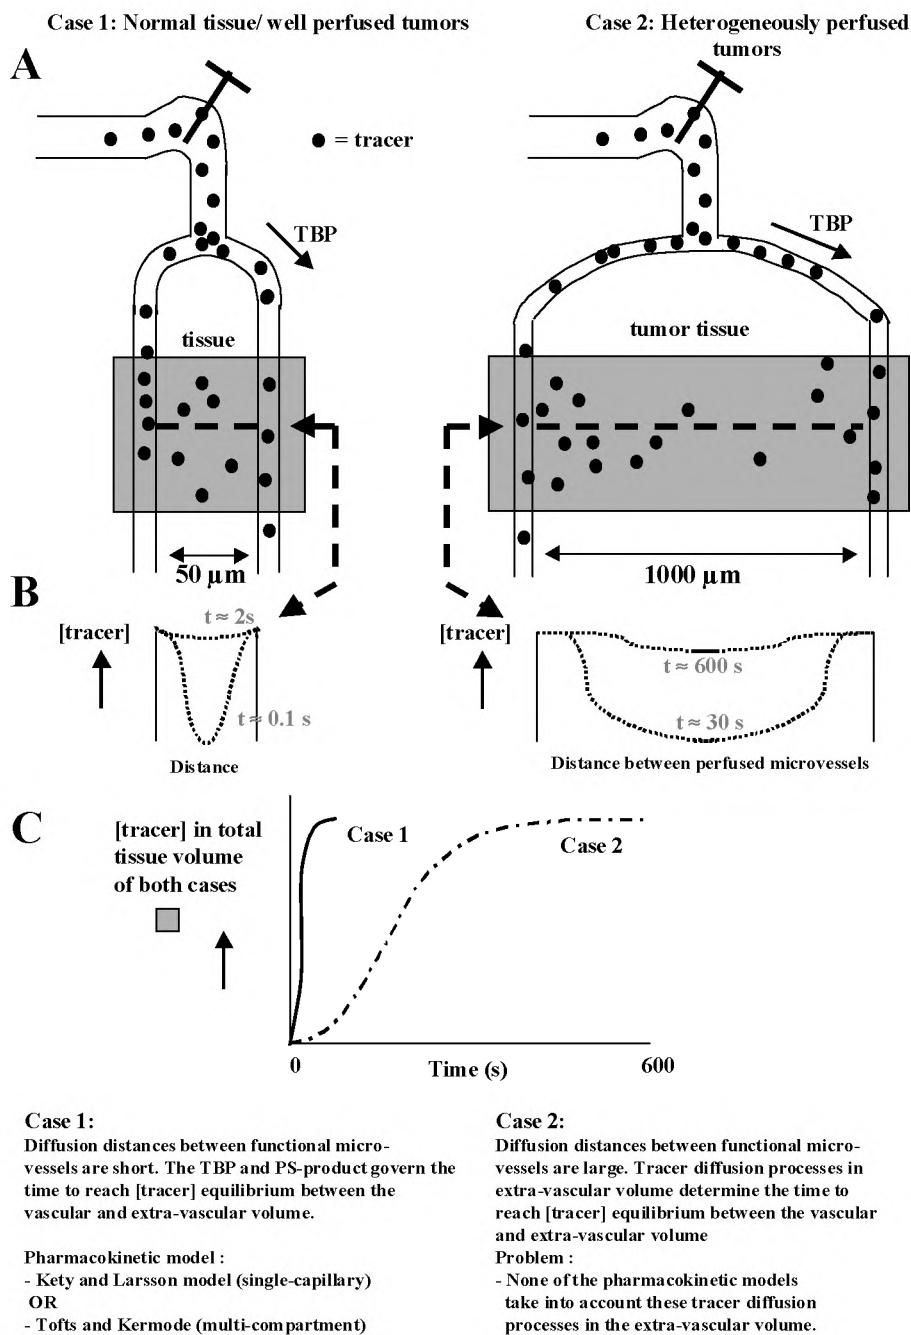 Case 1: Normal tissue/ well perfused tumors
Case 2: Heterogeneously perfused
tumors
A
= tracer
TBP
TBP
tissue
tumor tissue
50 µm
1000 µm
B
[tracer]
t ≈ 2s
t ≈ 0.1 s
Distance
[tracer]
t ≈ 600 s
t ≈ 30 s
Distance between perfused microvessels
C
[tracer] in total
tissue volume
of both cases
Case 1
Case 2
0
Time (s)
600
Case 1:
Diffusion distances between functional micro-
vessels are short. The TBP and PS-product govern the
time to reach [tracer] equilibrium between the
vascular and extra-vascular volume.
Pharmacokinetic model :
- Kety and Larsson model (single-capillary)
OR
- Tofts and Kermode (multi-compartment)
Case 2:
Diffusion distances between functional micro-
vessels are large. Tracer diffusion processes in
extra-vascular volume determine the time to
reach [tracer] equilibrium between the vascular
and extra-vascular volume
Problem :
- None of the pharmacokinetic models
take into account these tracer diffusion
processes in the extra-vascular volume.